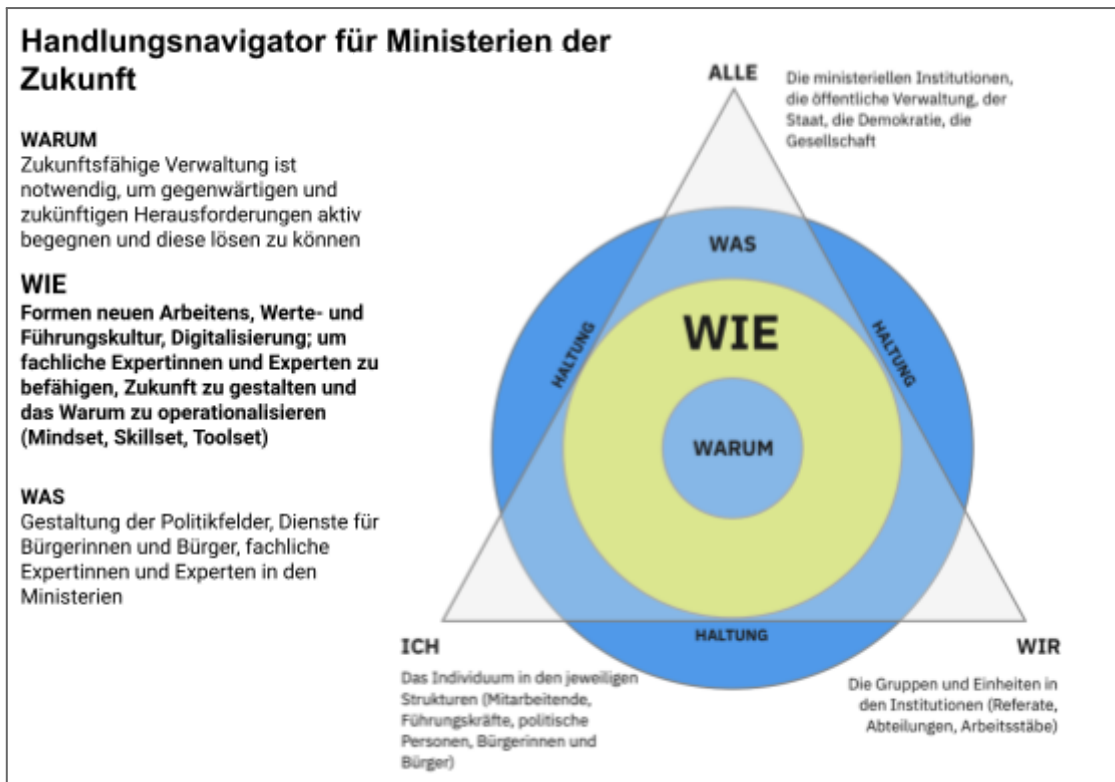 Handlungsnavigator für Ministerien der
Zukunft
WARUM
Zukunftsfähige Verwaltung ist
notwendig, um gegenwärtigen und
zukünftigen Herausforderungen aktiv
begegnen und diese lösen zu können
WIE
Formen neuen Arbeitens, Werte- und
Führungskultur, Digitalisierung; um
fachliche Expertinnen und Experten zu
befähigen, Zukunft zu gestalten und
das Warum zu operationalisieren
(Mindset, Skillset, Toolset)
WAS
Gestaltung der Politikfelder, Dienste für
Bürgerinnen und Bürger, fachliche
Expertinnen und Experten in den
Ministerien
ALLE
Die ministeriellen Institutionen,
die öffentliche Verwaltung, der
Staat, die Demokratie, die
Gesellschaft
WAS
WIE
HALTUNG
HALTUNG
WARUM
HALTUNG
ICH
Das Individuum in den jeweiligen
Strukturen (Mitarbeitende,
Führungskräfte, politische
Personen, Bürgerinnen und
Bürger)
WIR
Die Gruppen und Einheiten in
den Institutionen (Referate,
Abteilungen, Arbeitsstäbe)